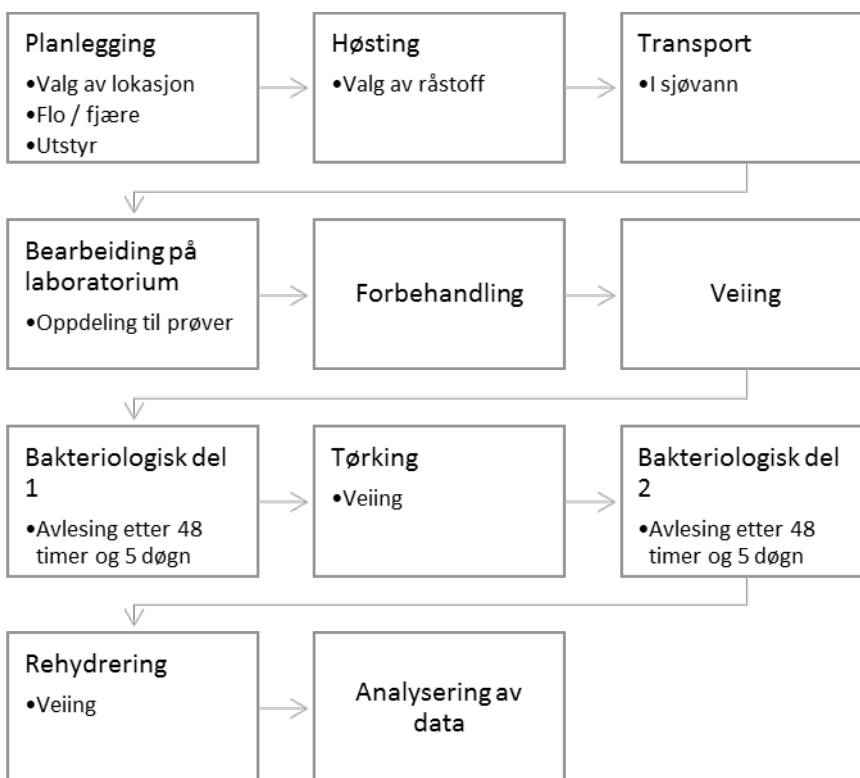 Planlegging
•Valg av lokasjon
•Flo / fjære
•Utstyr
Høsting
•Valg av råstoff
Transport
•I sjøvann
Bearbeiding på
laboratorium
•Oppdeling til prøver
Forbehandling
Veiing
Bakteriologisk del
1
•Avlesing etter 48
timer og 5 døgn
Tørking
•Veiing
Bakteriologisk del
2
•Avlesing etter 48
timer og 5 døgn
Rehydrering
•Veiing
Analysering av
data